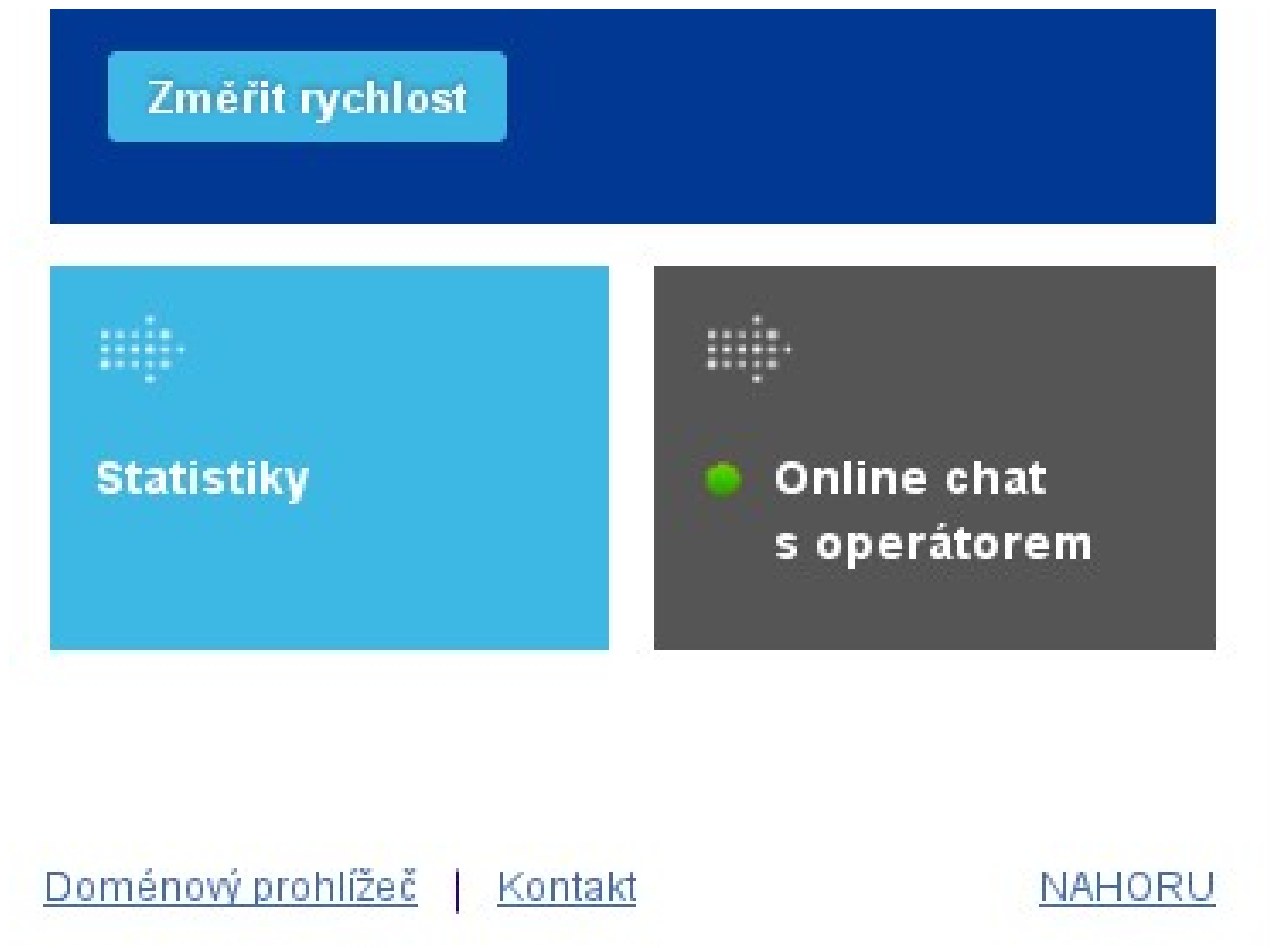 Změřit rychlost
Statistiky
Online chat
s operátorem
Doménový prohlížeč | Kontakt
NAHORU